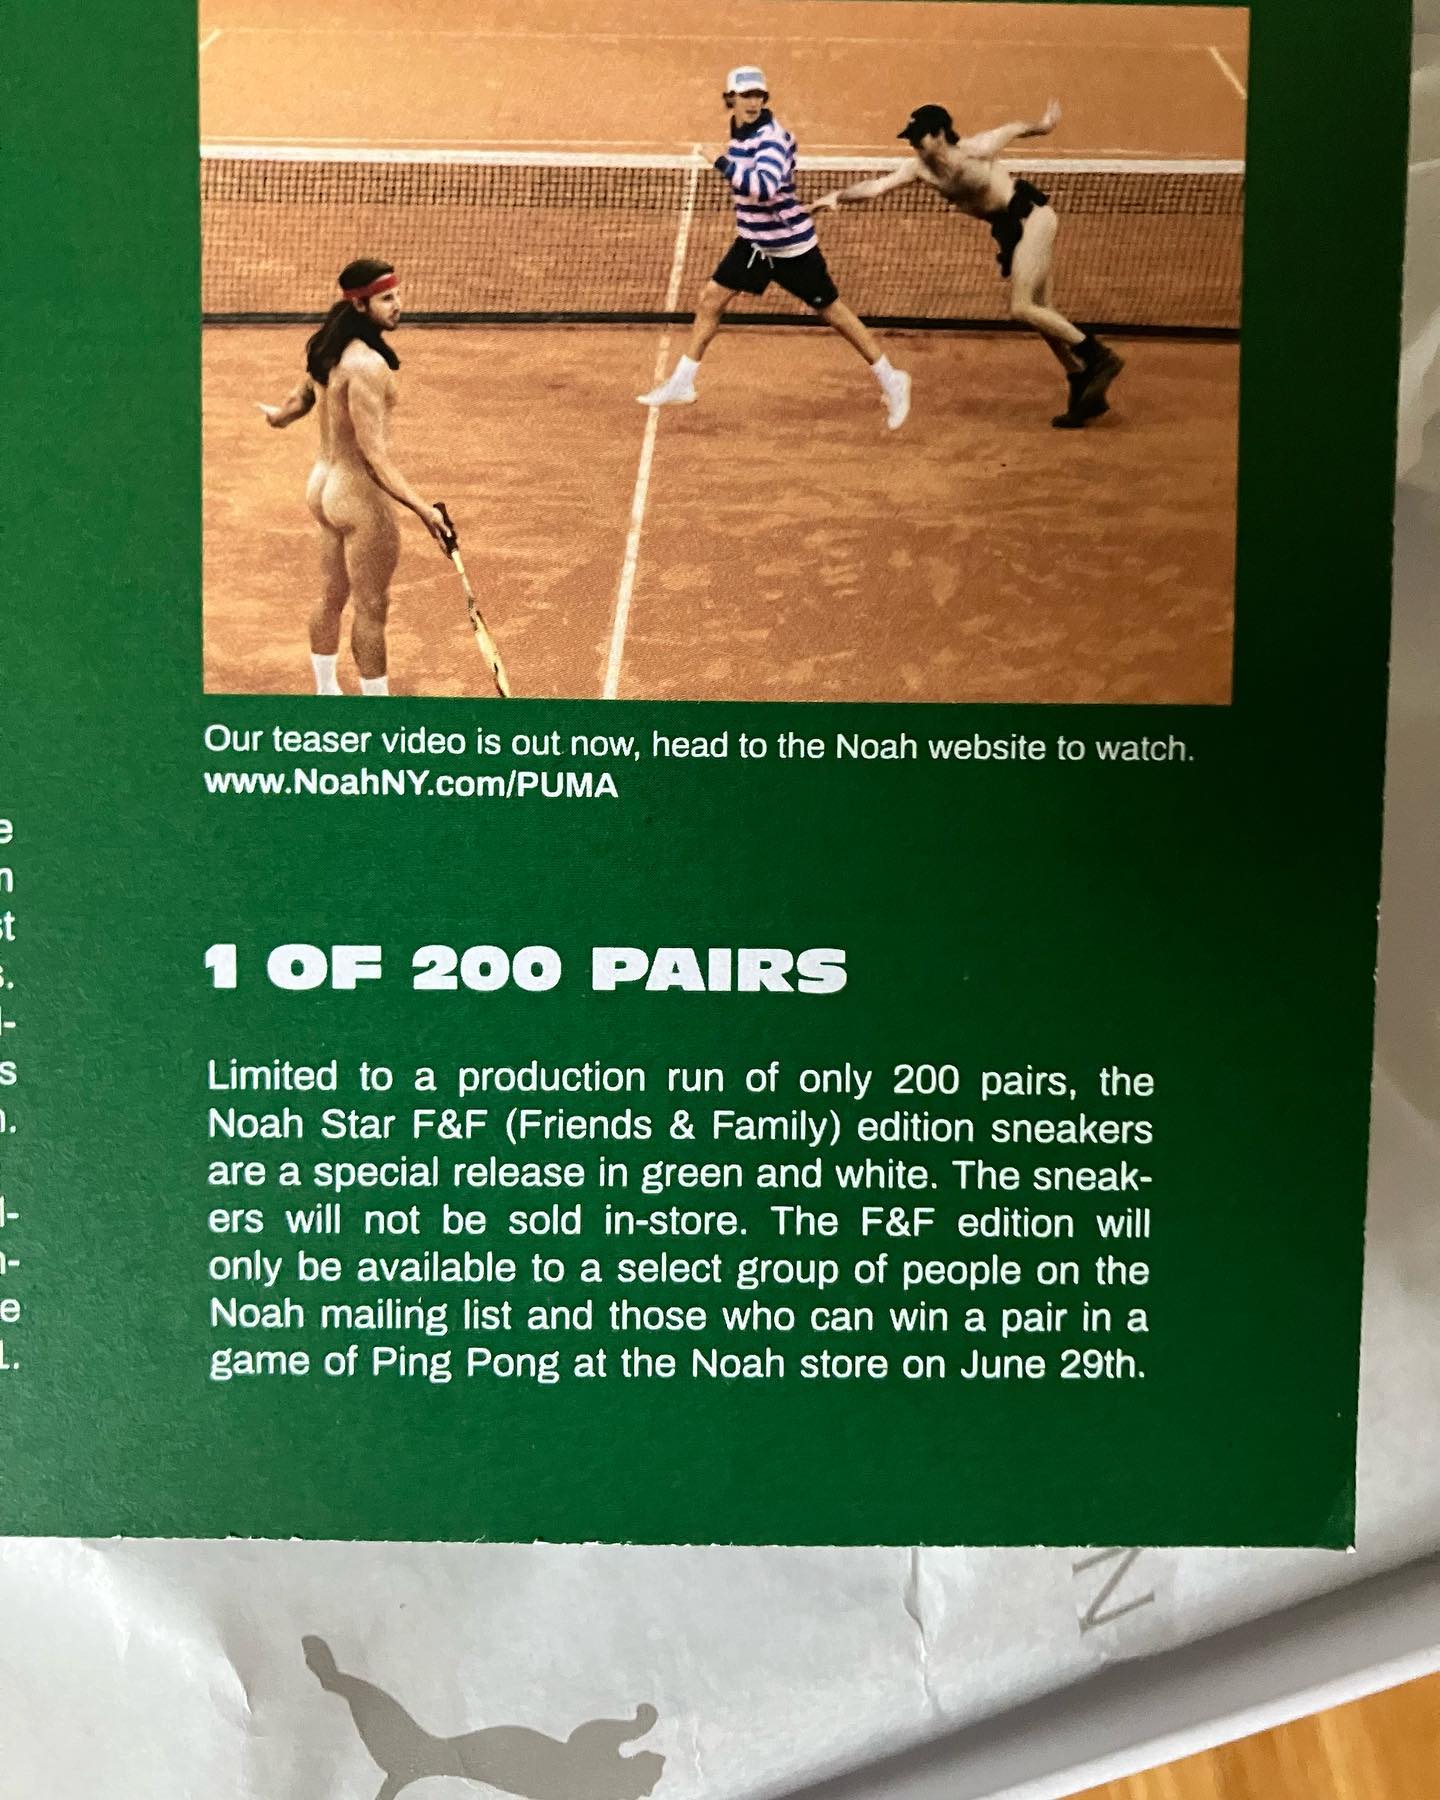 Our teaser video is out now, head to the Noah website to watch.
www.NoahNY.com/PUMA
1 OF 200 PAIRS
Limited to a production run of only 200 pairs, the
Noah Star F&F (Friends & Family) edition sneakers
are a special release in green and white. The sneak-
ers will not be sold in-store. The F&F edition will
only be available to a select group of people on the
Noah mailing list and those who can win a pair in a
game of Ping Pong at the Noah store on June 29th.